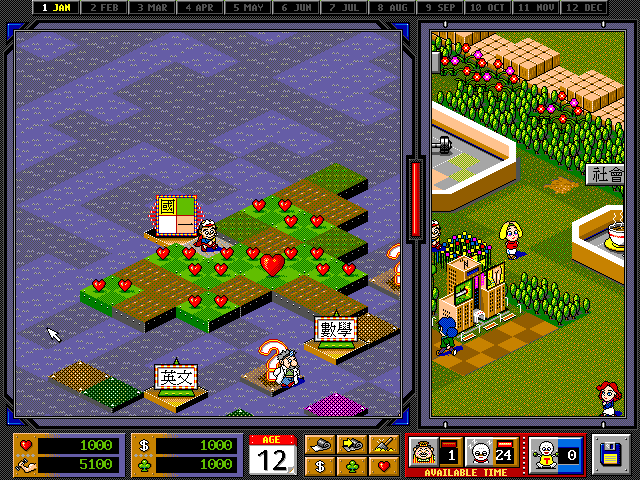 1 JAN 2 FEB 3 MAR 4 APR 5 MAY 6 JUN 7 JUL 8 AUG 9 SEP 10 OCT 11 NOV 12 DEC
國
社會
數學
英文
1000
5100
$ 1000
1000
AGE
12
$
1 24
AVAILABLE TIME
T 0